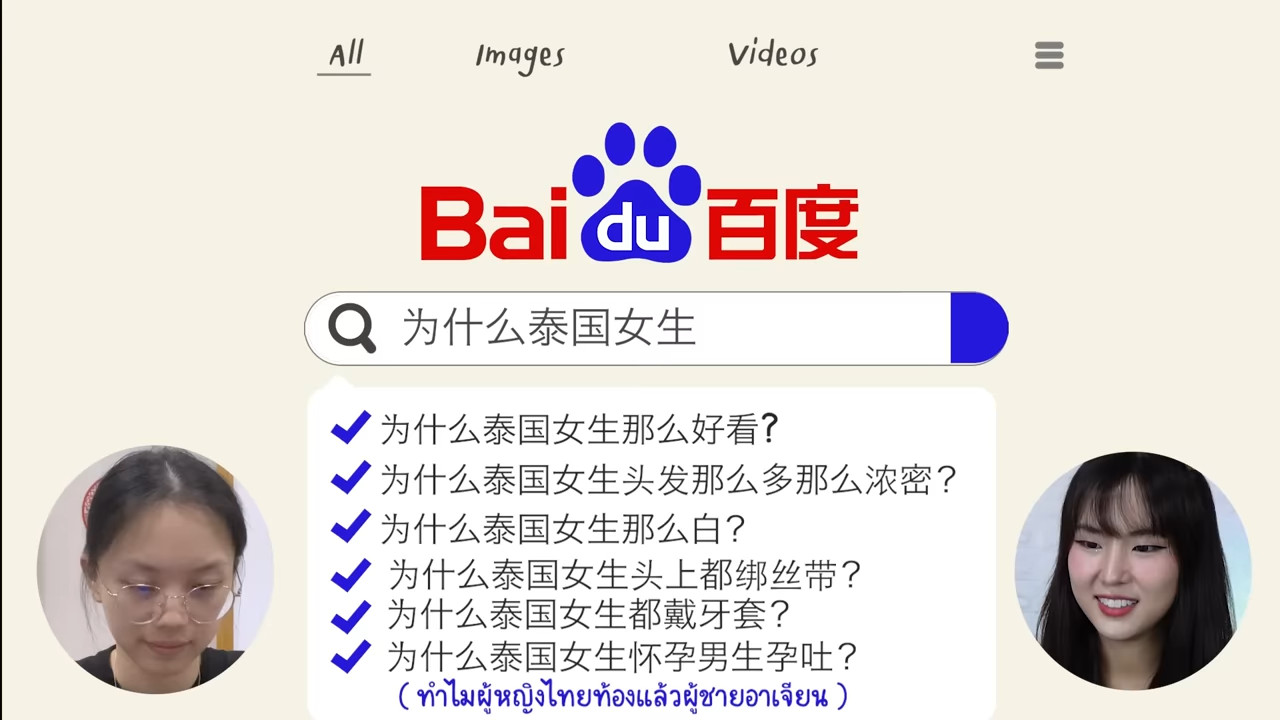 All Images Videos
Baidu百度
为什么泰国女生
为什么泰国女生那么好看?
为什么泰国女生头发那么多那么浓密?
为什么泰国女生那么白?
为什么泰国女生头上都绑丝带?
为什么泰国女生都戴牙套?
为什么泰国女生怀孕男生孕吐?
( ทำไมผู้หญิงไทยท้องแล้วผู้ชายอาเจียน )